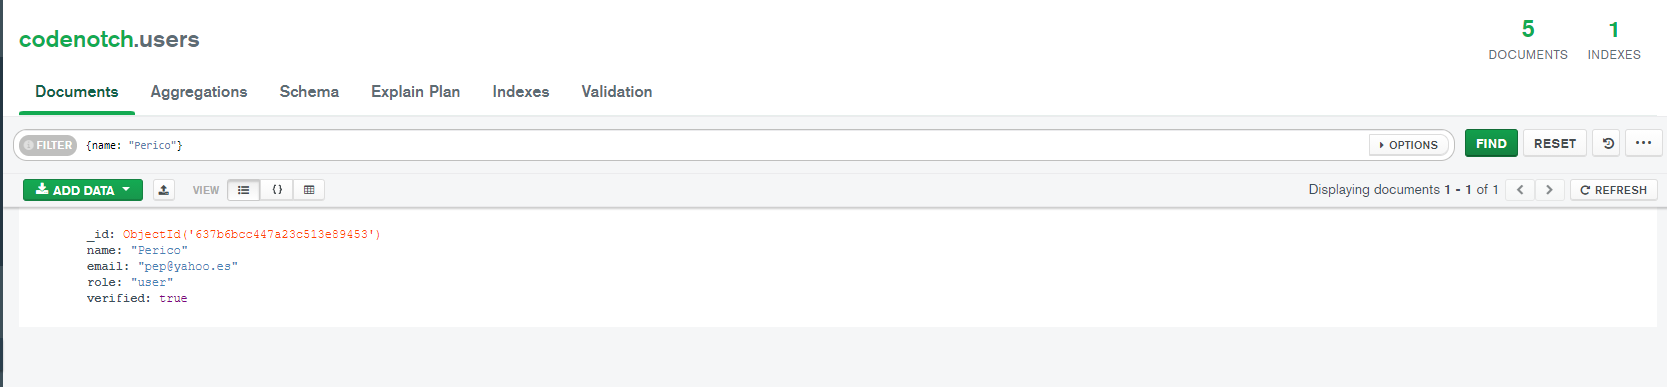 codenotch.users
5 1
DOCUMENTS INDEXES
Documents Aggregations Schema Explain Plan Indexes Validation
FILTER {name: "Perico"} OPTIONS FIND RESET ...
ADD DATA VIEW {} Displaying documents 1 - 1 of 1 < > REFRESH
_id: ObjectId('637b6bcc447a23c513e89453')
name: "Perico"
email: "pep@yahoo.es"
role: "user"
verified: true